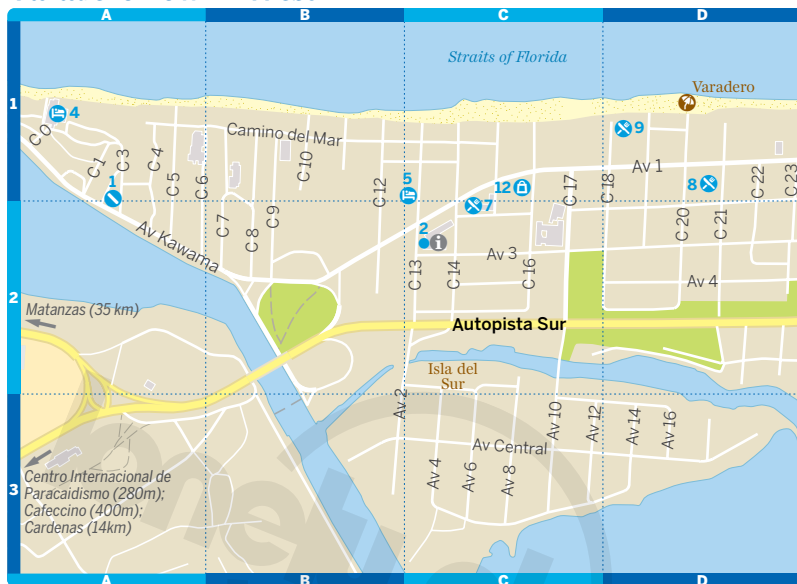 A B C D
Straits of Florida
Varadero
1
4
9
C 0
C 1
C 3
C 4
C 5
C 6
Camino del Mar
C 10
C 12
5
12
C 17
C 18
Av 1
8
C 22
C 23
1
7
Av Kawama
C 7
C 8
C 9
2
i
C 13
C 14
Av 3
C 16
C 20
C 21
2
Av 4
Matanzas (35 km)
Autopista Sur
Isla del
Sur
Av 2
Av 10
Av 12
Av 14
Av 16
Av Central
Av 4
Av 6
Av 8
3
Centro Internacional de
Paracaidismo (280m);
Cafeccino (400m);
Cardenas (14km)
A B C D